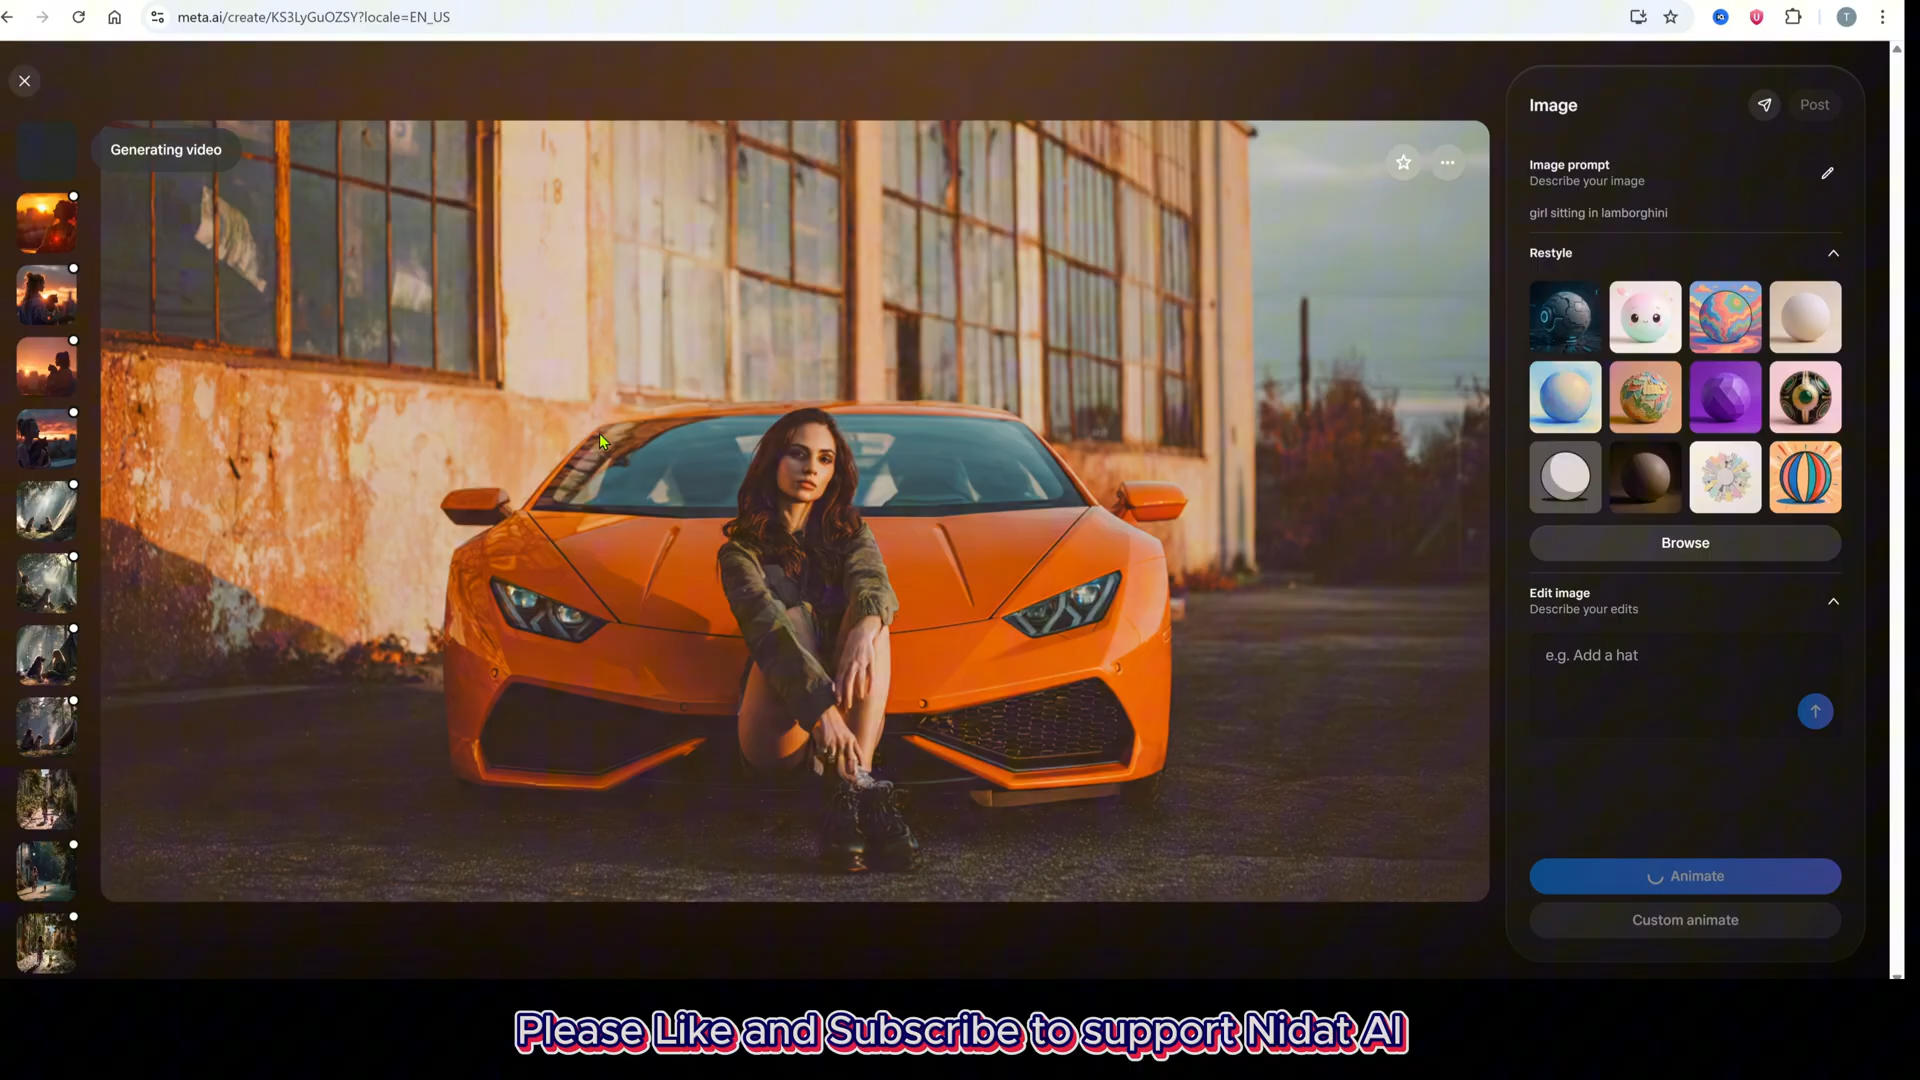 meta.ai/create/KS3LyGuOZSY?locale=EN_US
T
Generating video
18
Image
Post
Image prompt
Describe your image
girl sitting in lamborghini
Restyle
Browse
Edit image
Describe your edits
e.g. Add a hat
Animate
Custom animate
Please Like and Subscribe to support Nidat AI